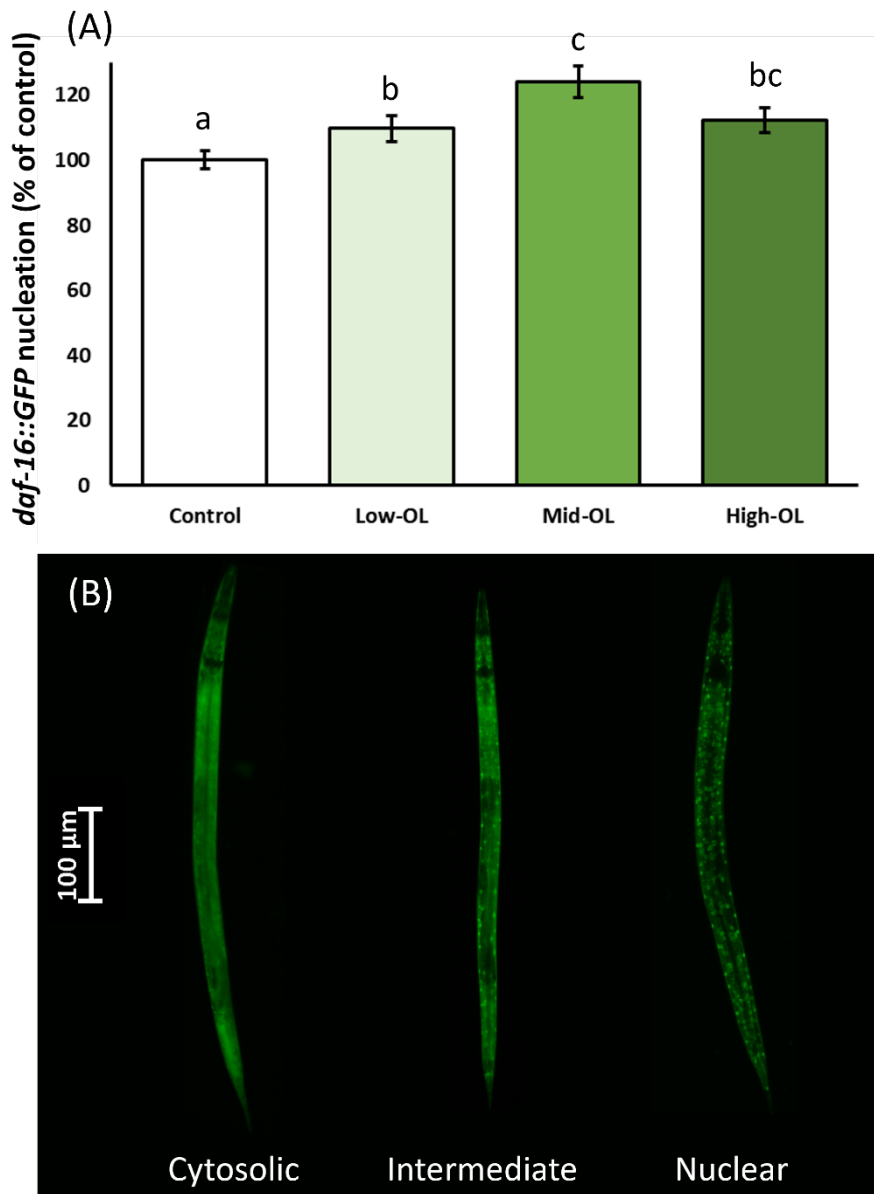 (A)
daf-16::GFP nucleation (% of control)
120
100
80
60
40
20
0
a
b
c
bc
Control
Low-OL
Mid-OL
High-OL
(B)
100 µm
Cytosolic
Intermediate
Nuclear